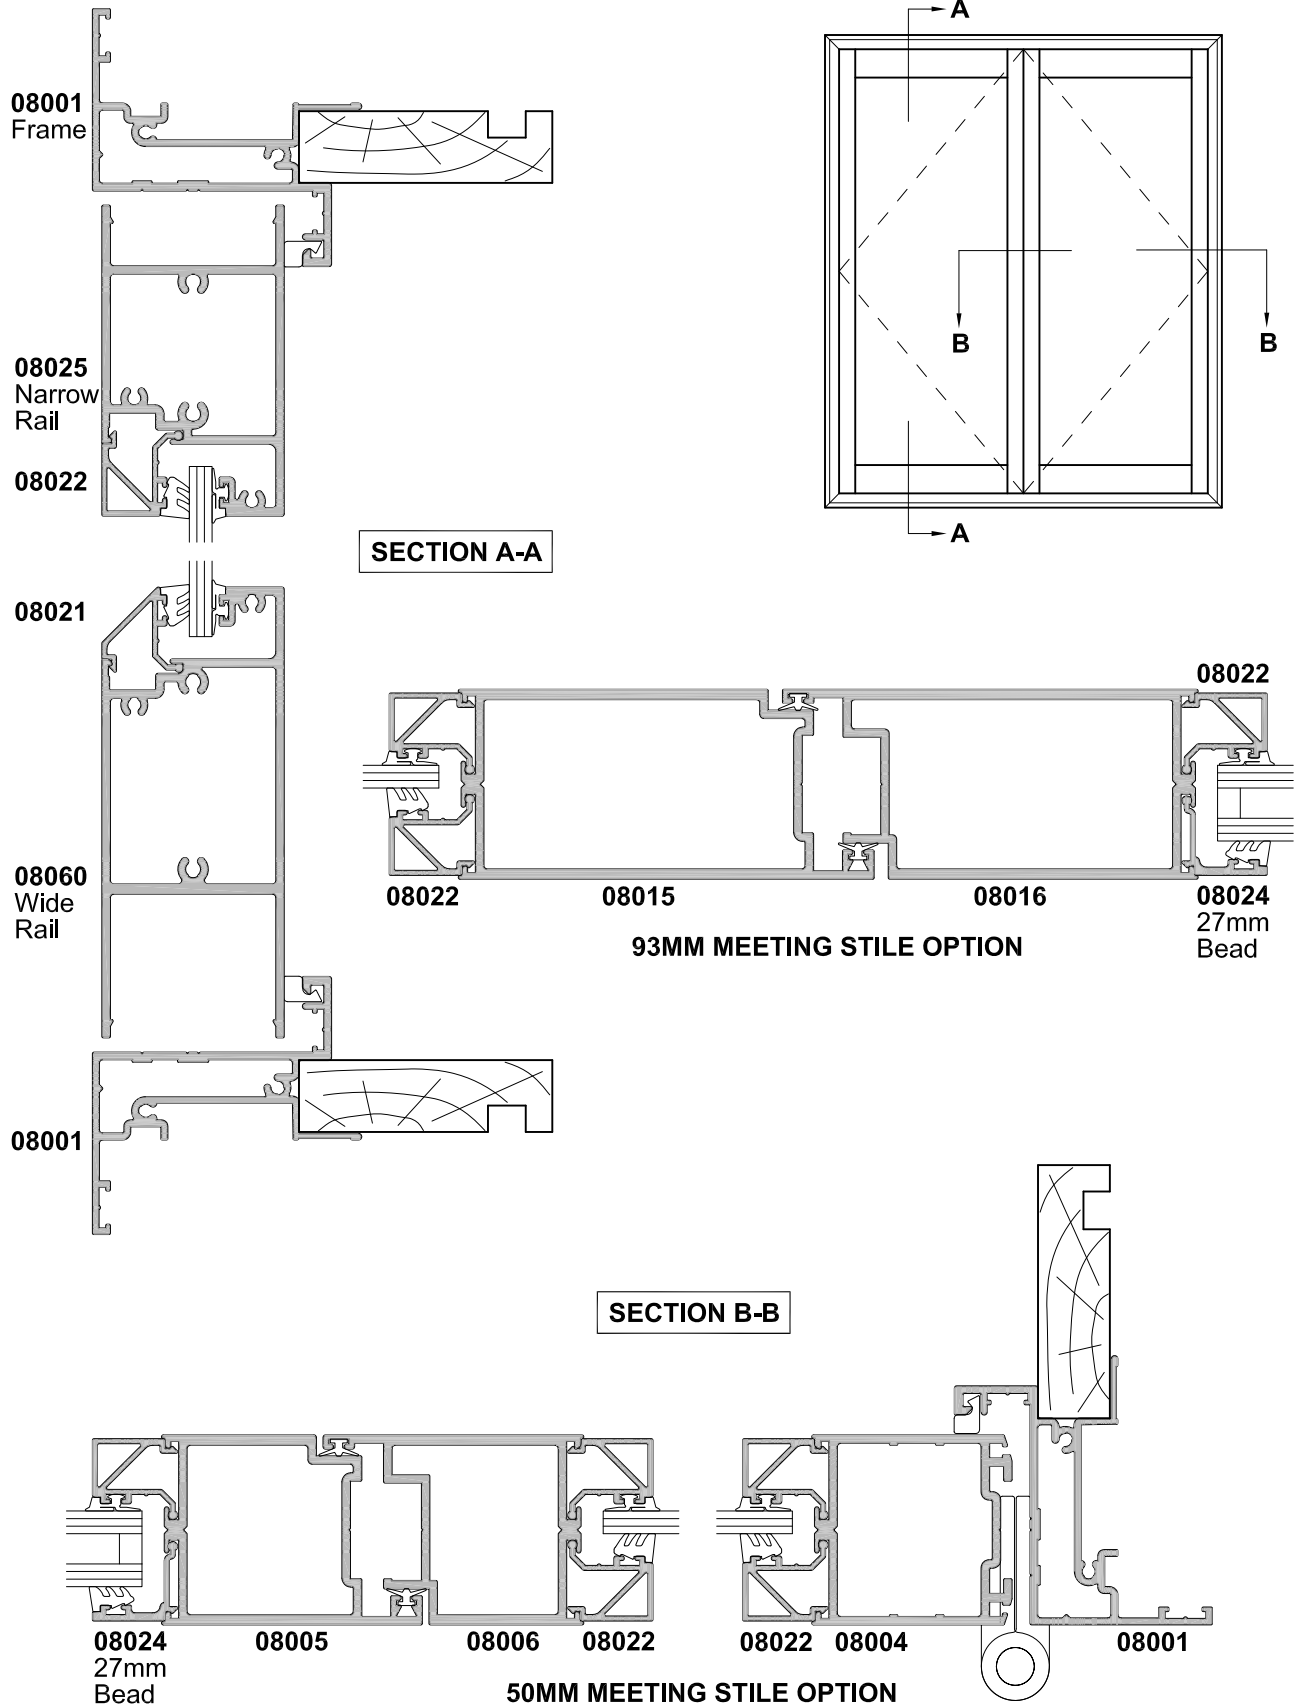 A
08001
Frame
B
B
08025
Narrow
Rail
08022
A
SECTION A-A
08021
08022
08060
Wide
Rail
08022
08015
08016
08024
27mm
Bead
93MM MEETING STILE OPTION
08001
SECTION B-B
08024
27mm
Bead
08005
08006
08022
08022
08004
08001
50MM MEETING STILE OPTION